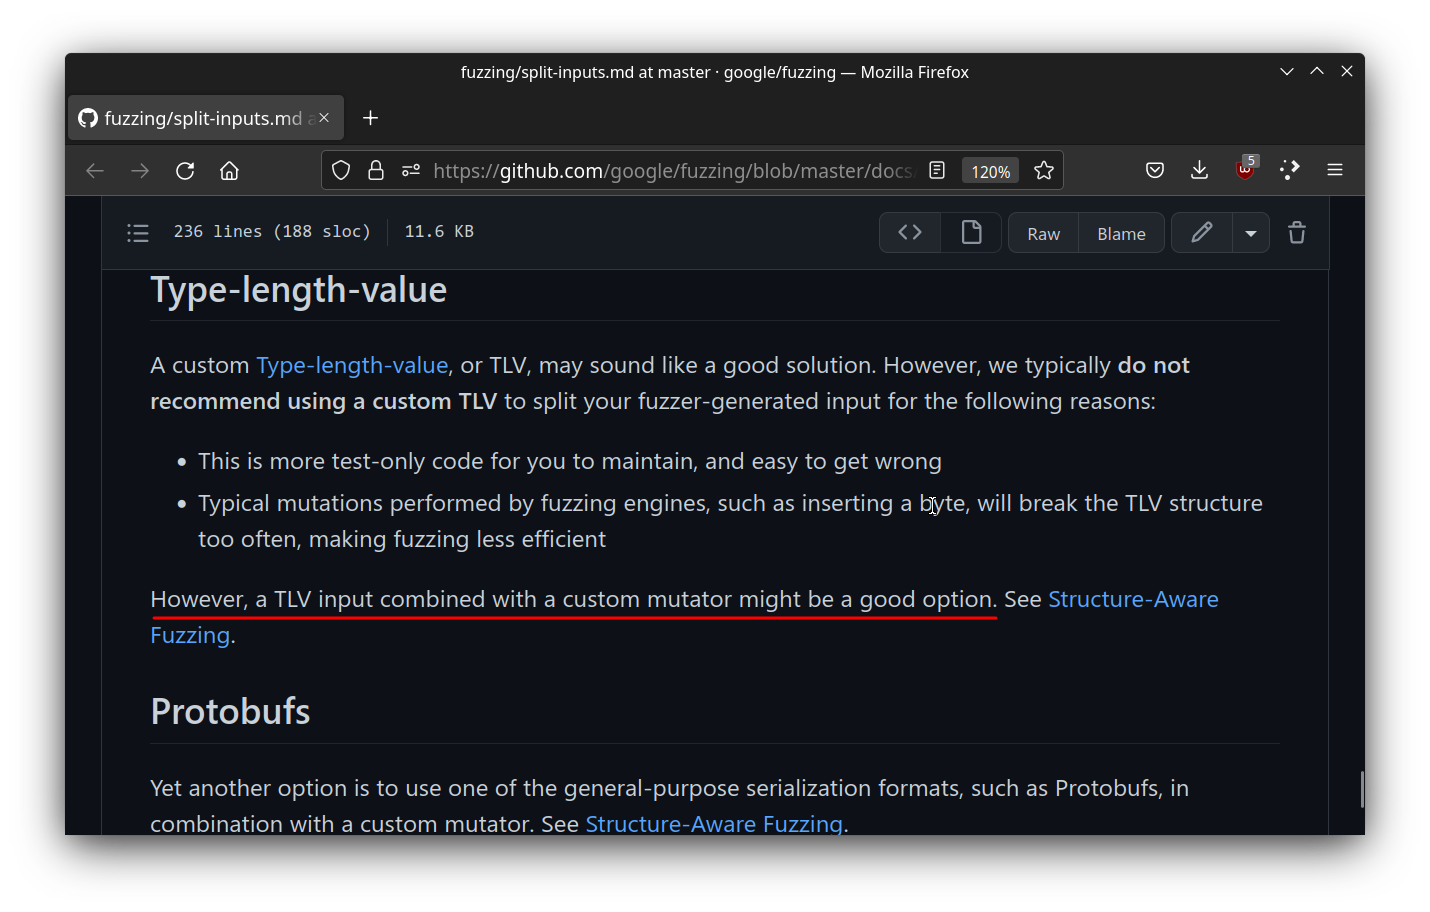 fuzzing/split-inputs.md at master · google/fuzzing — Mozilla Firefox
fuzzing/split-inputs.md a
https://github.com/google/fuzzing/blob/master/docs/
120%
5
236 lines (188 sloc) 11.6 KB
Raw
Blame
Type-length-value
A custom Type-length-value, or TLV, may sound like a good solution. However, we typically do not
recommend using a custom TLV to split your fuzzer-generated input for the following reasons:
• This is more test-only code for you to maintain, and easy to get wrong
• Typical mutations performed by fuzzing engines, such as inserting a byte, will break the TLV structure
too often, making fuzzing less efficient
However, a TLV input combined with a custom mutator might be a good option. See Structure-Aware
Fuzzing.
Protobufs
Yet another option is to use one of the general-purpose serialization formats, such as Protobufs, in
combination with a custom mutator. See Structure-Aware Fuzzing.